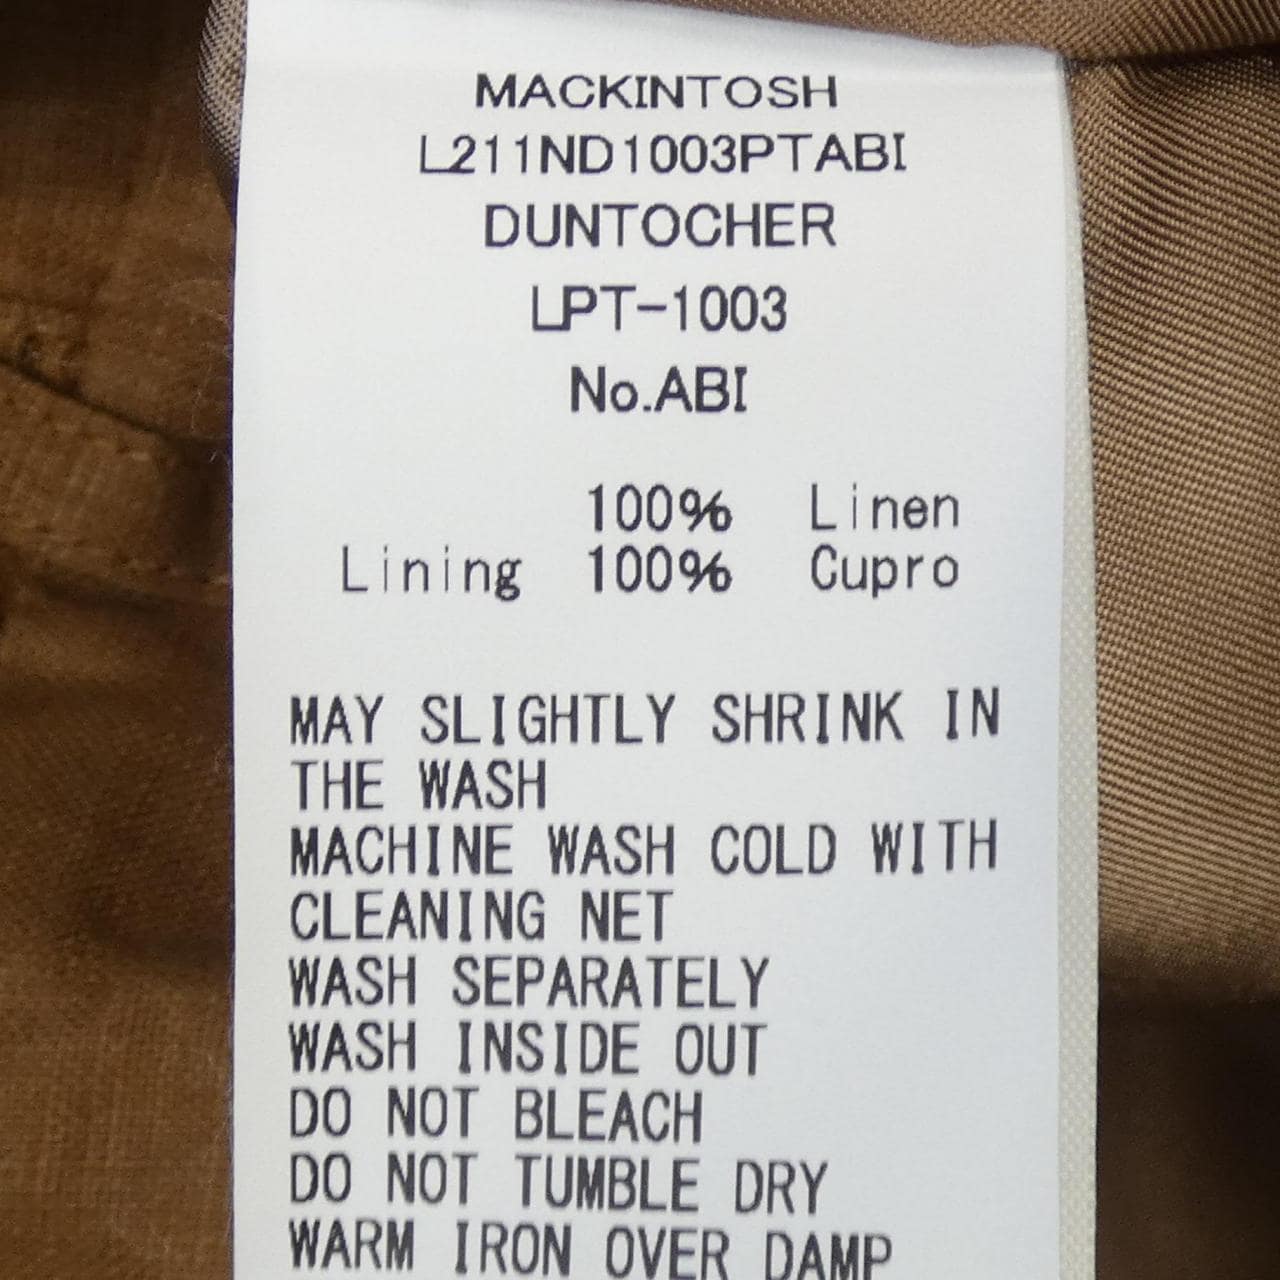 MACKINTOSH
L211ND1003PTABI
DUNTOCHER
LPT-1003
No.ABI
100% Linen
Lining 100% Cupro
MAY SLIGHTLY SHRINK IN
THE WASH
MACHINE WASH COLD WITH
CLEANING NET
WASH SEPARATELY
WASH INSIDE OUT
DO NOT BLEACH
DO NOT TUMBLE DRY
WARM IRON OVER DAMP